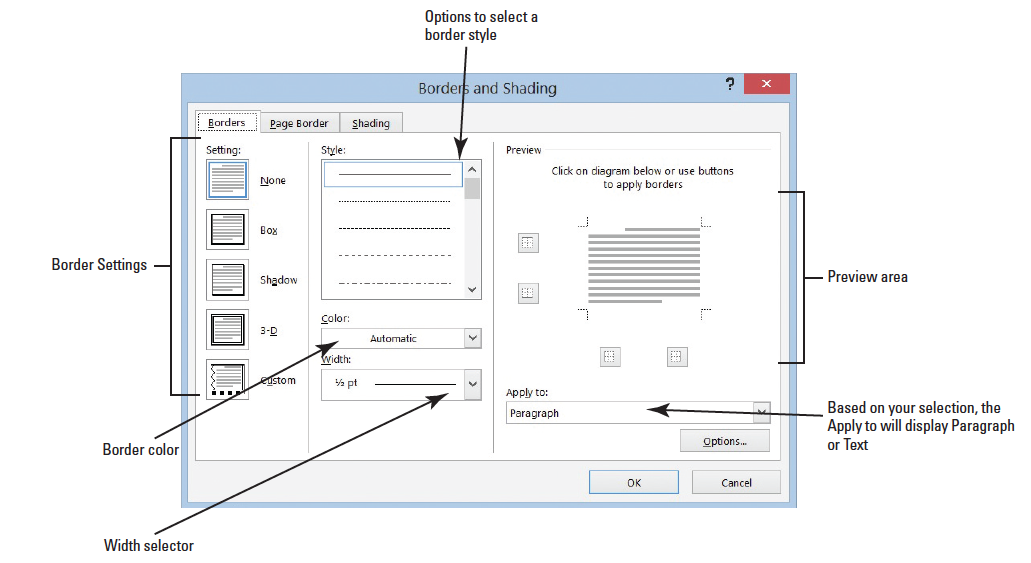 Options to select a
border style
Borders and Shading
?
Borders
Page Border
Shading
Setting:
None
Box
Shadow
3-D
Custom
Style:
Color:
Automatic
Width:
½ pt
Preview
Click on diagram below or use buttons
to apply borders
Apply to:
Paragraph
Options...
OK
Cancel
Border Settings
Border color
Width selector
Preview area
Based on your selection, the
Apply to will display Paragraph
or Text